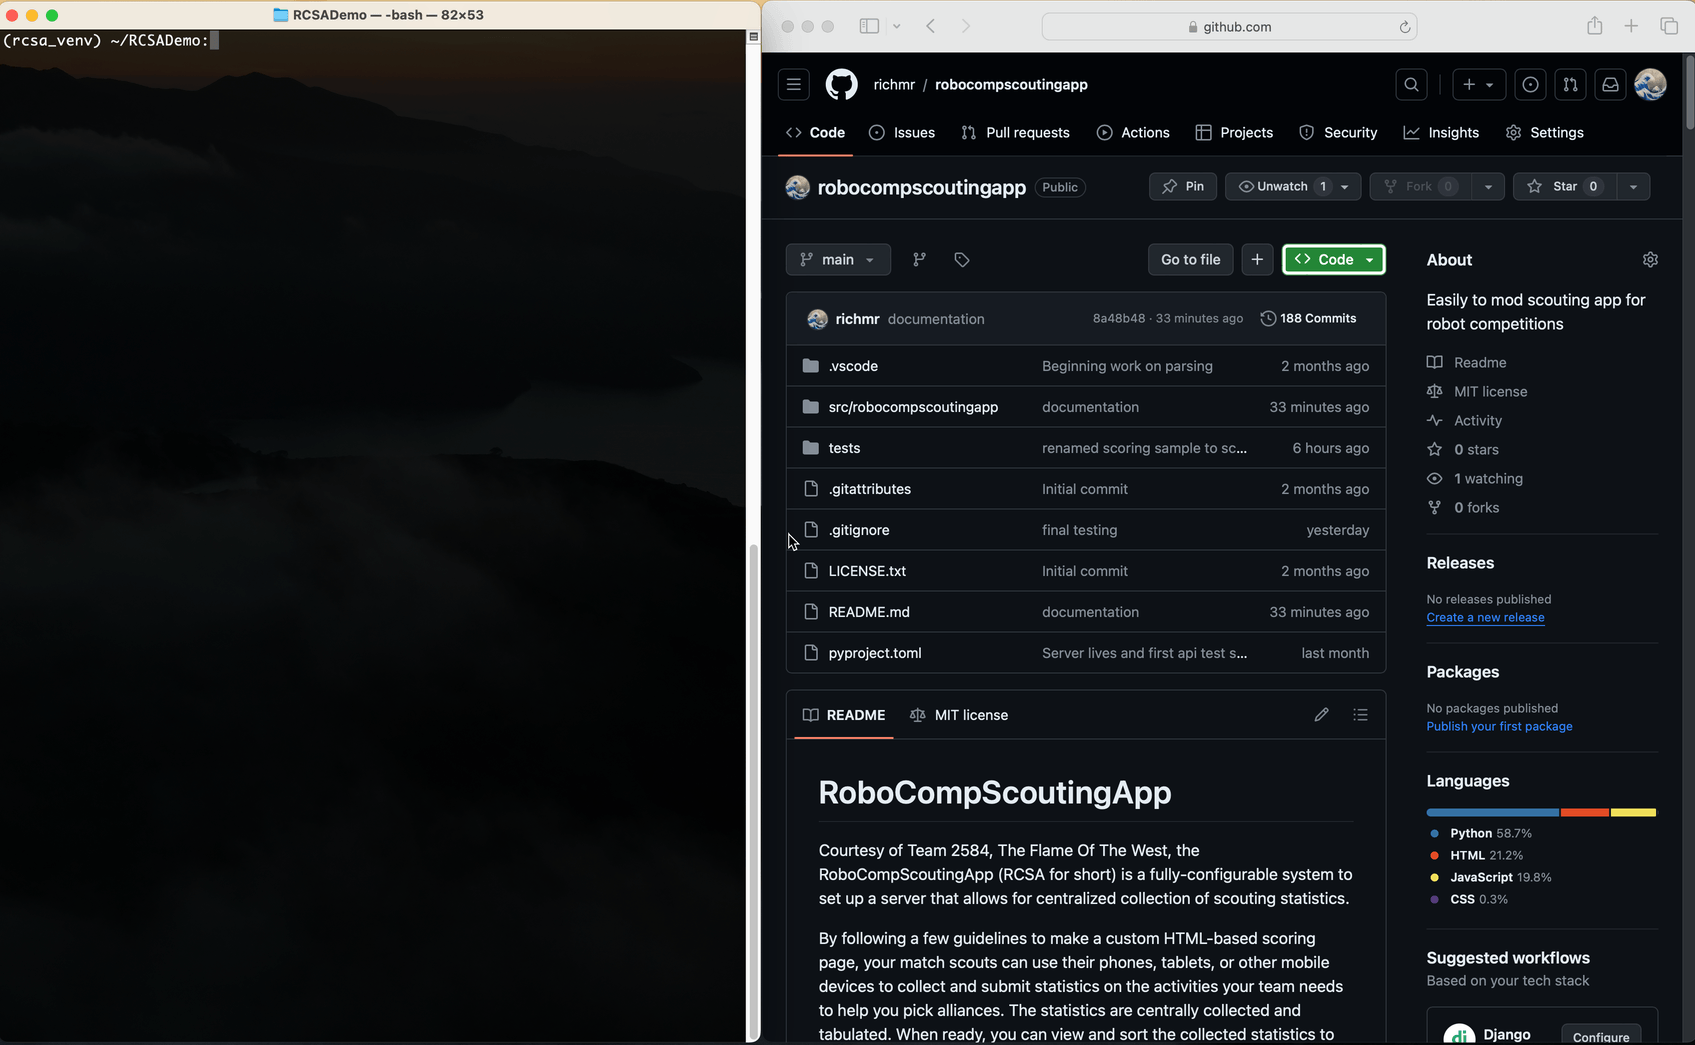 RCSADemo — -bash — 82×53
(rcsa_venv) ~/RCSADemo:
github.com
richmr / robocompscoutingapp
Code Issues Pull requests Actions Projects Security Insights Settings
robocompscoutingapp Public Pin Unwatch 1 Fork 0 Star 0
main Go to file Code
richmr documentation 8a48b48 · 33 minutes ago 188 Commits
.vscode Beginning work on parsing 2 months ago
src/robocompscoutingapp documentation 33 minutes ago
tests renamed scoring sample to sc... 6 hours ago
.gitattributes Initial commit 2 months ago
.gitignore final testing yesterday
LICENSE.txt Initial commit 2 months ago
README.md documentation 33 minutes ago
pyproject.toml Server lives and first api test s... last month
README MIT license
RoboCompScoutingApp
Courtesy of Team 2584, The Flame Of The West, the
RoboCompScoutingApp (RCSA for short) is a fully-configurable system to
set up a server that allows for centralized collection of scouting statistics.
By following a few guidelines to make a custom HTML-based scoring
page, your match scouts can use their phones, tablets, or other mobile
devices to collect and submit statistics on the activities your team needs
to help you pick alliances. The statistics are centrally collected and
tabulated. When ready, you can view and sort the collected statistics to
About
Easily to mod scouting app for
robot competitions
Readme
MIT license
Activity
0 stars
1 watching
0 forks
Releases
No releases published
Create a new release
Packages
No packages published
Publish your first package
Languages
Python 58.7%
HTML 21.2%
JavaScript 19.8%
CSS 0.3%
Suggested workflows
Based on your tech stack
dj Django Configure